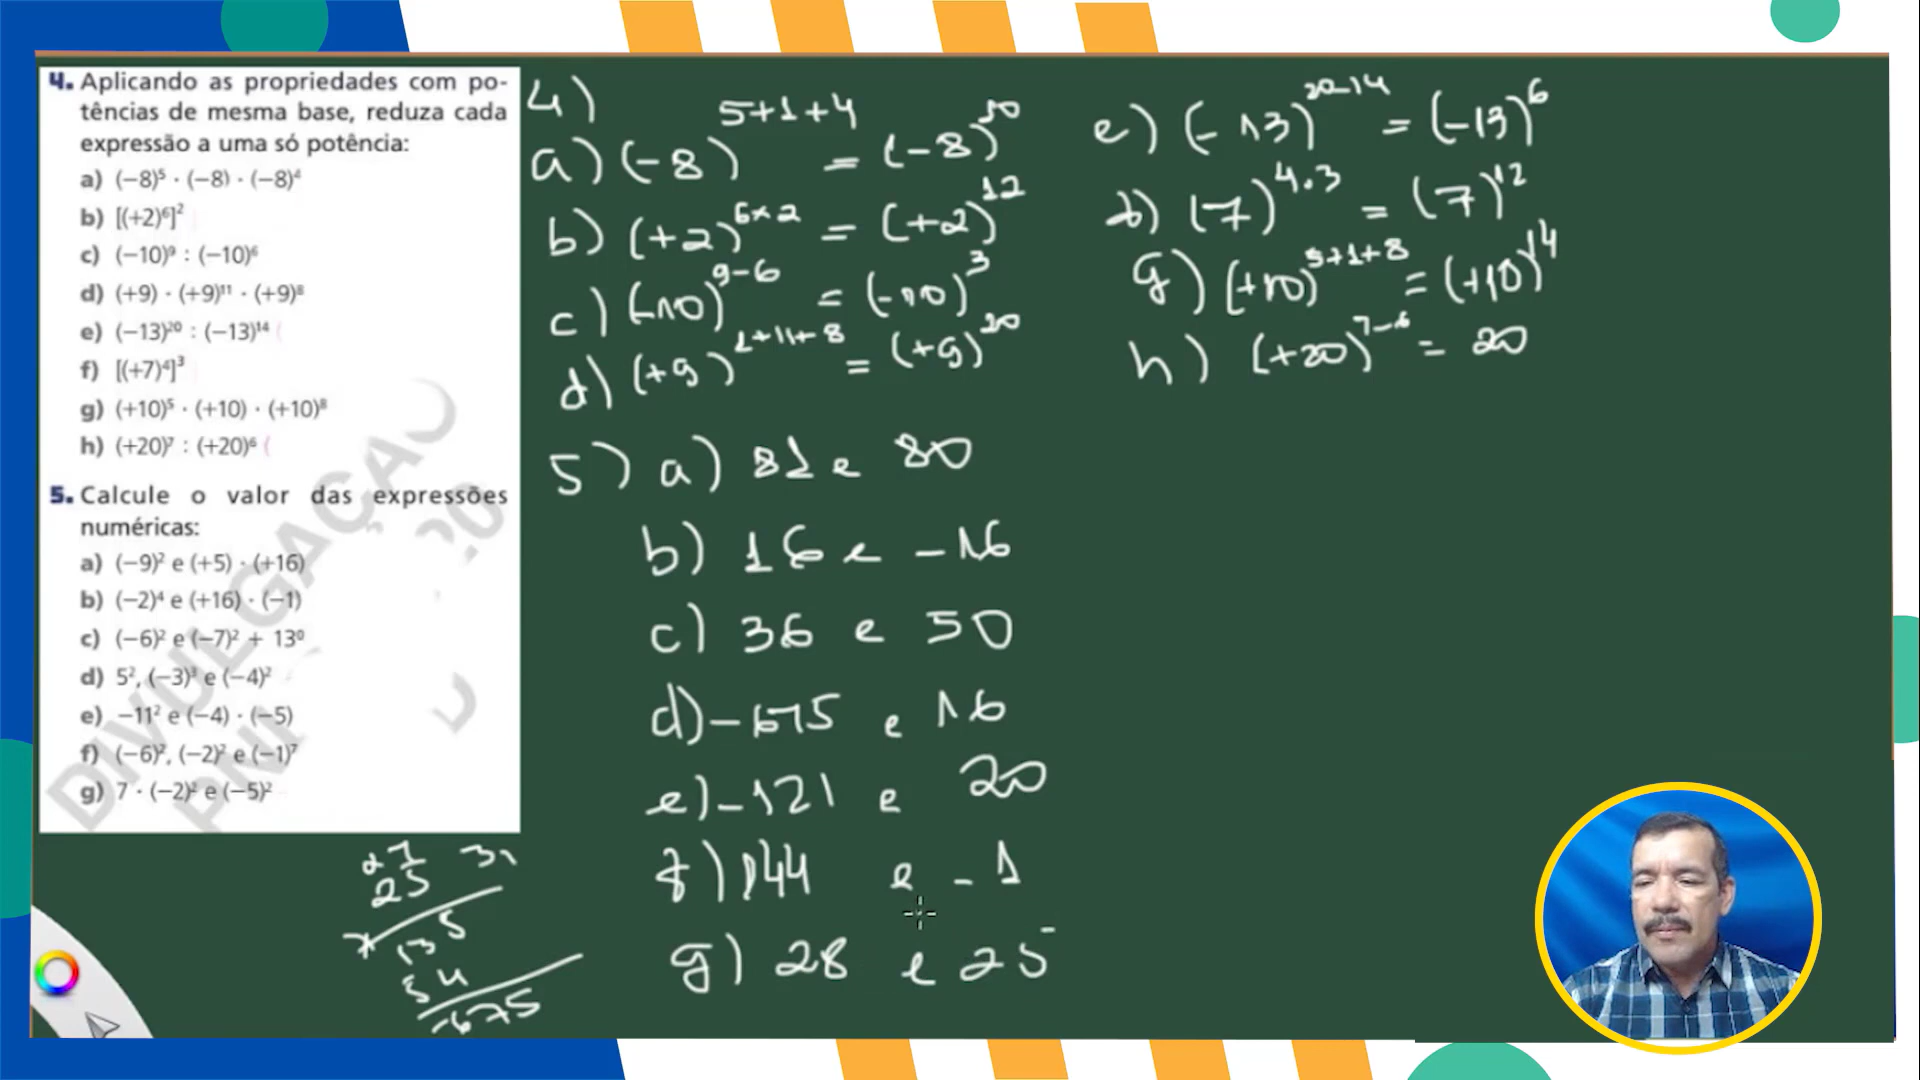 4. Aplicando as propriedades com po-
tências de mesma base, reduza cada
expressão a uma só potência:
a) (−8)⁵ · (−8) · (−8)⁴
b) [(+2)⁶]²
c) (−10)⁹ : (−10)⁶
d) (+9) · (+9)¹¹ · (+9)⁸
e) (−13)²⁰ : (−13)¹⁴
f) [(+7)⁴]³
g) (+10)⁵ · (+10) · (+10)⁸
h) (+20)⁷ : (+20)⁶
5. Calcule o valor das expressões
numéricas:
a) (−9)² e (+5) · (+16)
b) (−2)⁴ e (+16) · (−1)
c) (−6)² e (−7)² + 13⁰
d) 5², (−3)³ e (−4)²
e) −11² e (−4) · (−5)
f) (−6)², (−2)² e (−1)⁷
g) 7 · (−2)² e (−5)²
DIVULGAÇÃO
PN
27
25
135
54
-675
4)
a) (-8)⁵⁺¹⁺⁴ = (-8)¹⁰
b) (+2)⁶ˣ² = (+2)¹²
c) (-10)⁹⁻⁶ = (-10)³
d) (+9)¹⁺¹¹⁺⁸ = (+9)²⁰
e) (-13)²⁰⁻¹⁴ = (-13)⁶
f) (7)⁴·³ = (7)¹²
g) (+10)⁵⁺¹⁺⁸ = (+10)¹⁴
h) (+20)⁷⁻⁶ = 20
5) a) 81 e 80
b) 16 e -16
c) 36 e 50
d) -675 e 16
e) -121 e 20
f) 144 e -1
g) 28 e 25